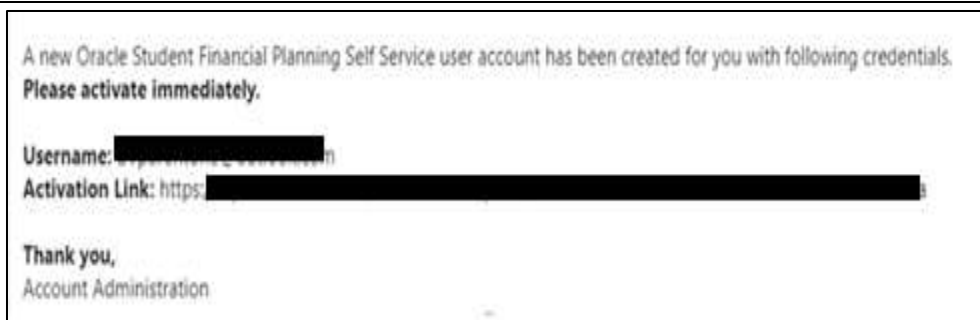 A new Oracle Student Financial Planning Self Service user account has been created for you with following credentials.
Please activate immediately.
Username:
Activation Link: https:
Thank you,
Account Administration